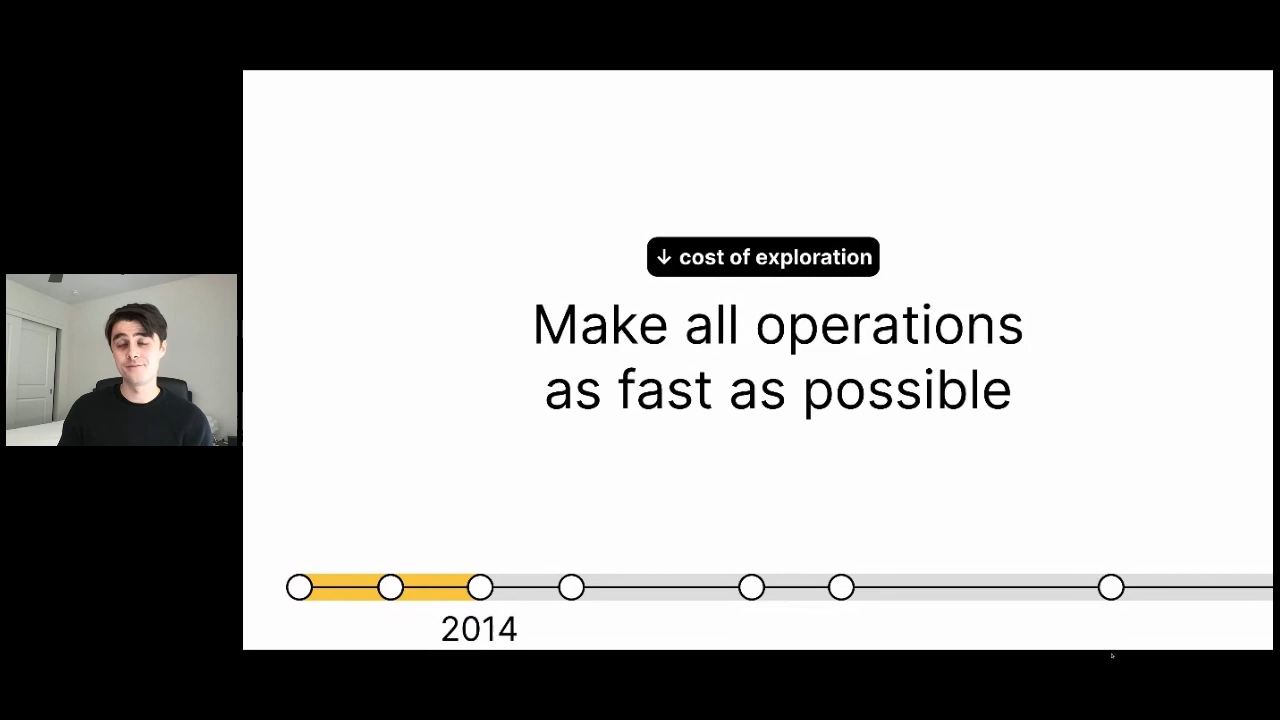 ↓ cost of exploration
Make all operations
as fast as possible
2014